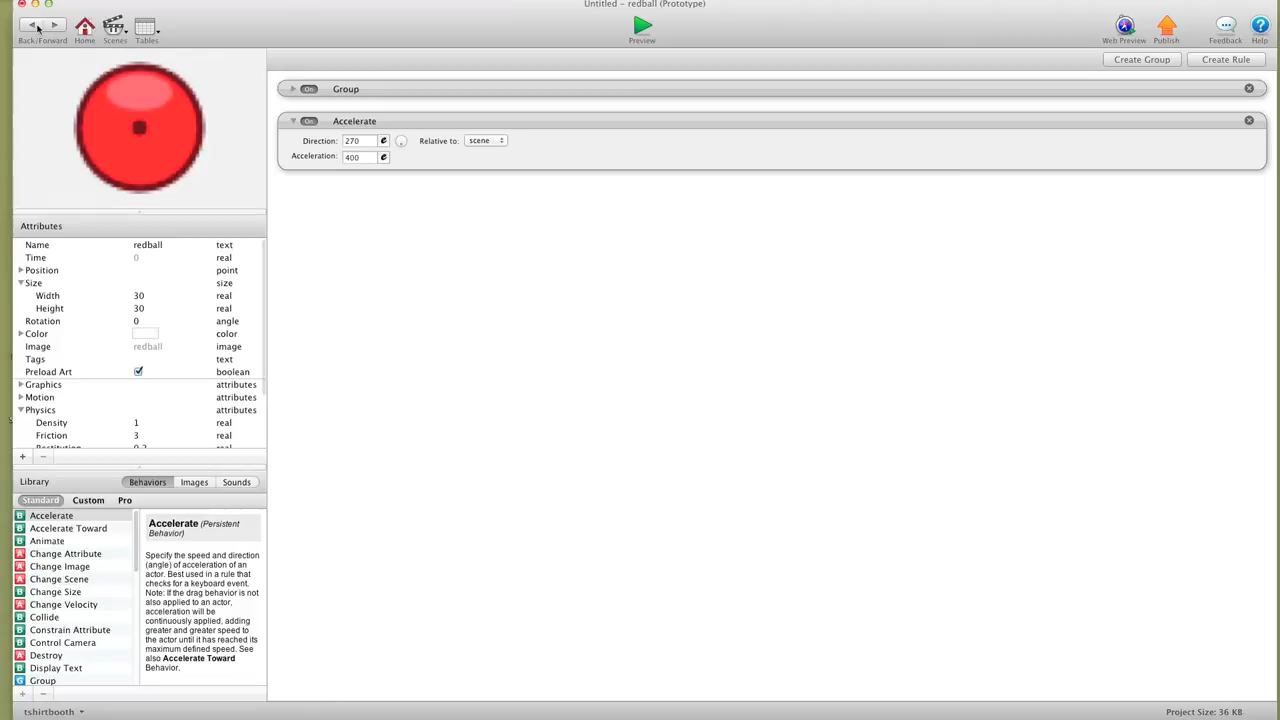 Untitled – redball (Prototype)
Back/Forward Home Scenes Tables Preview Web Preview Publish Feedback Help
Create Group Create Rule
On Group
On Accelerate
Direction: 270 Relative to: scene
Acceleration: 400
Attributes
Name redball text
Time 0 real
Position point
Size size
Width 30 real
Height 30 real
Rotation 0 angle
Color color
Image redball image
Tags text
Preload Art boolean
Graphics attributes
Motion attributes
Physics attributes
Density 1 real
Friction 3 real
Restitution 0.2 real
Library Behaviors Images Sounds
Standard Custom Pro
Accelerate
Accelerate Toward
Animate
Change Attribute
Change Image
Change Scene
Change Size
Change Velocity
Collide
Constrain Attribute
Control Camera
Destroy
Display Text
Group
Accelerate (Persistent
Behavior)
Specify the speed and direction
(angle) of acceleration of an
actor. Best used in a rule that
checks for a keyboard event.
Note: If the drag behavior is not
also applied to an actor,
acceleration will be
continuously applied, adding
greater and greater speed to
the actor until it has reached its
maximum defined speed. See
also Accelerate Toward
Behavior.
tshirtbooth Project Size: 36 KB